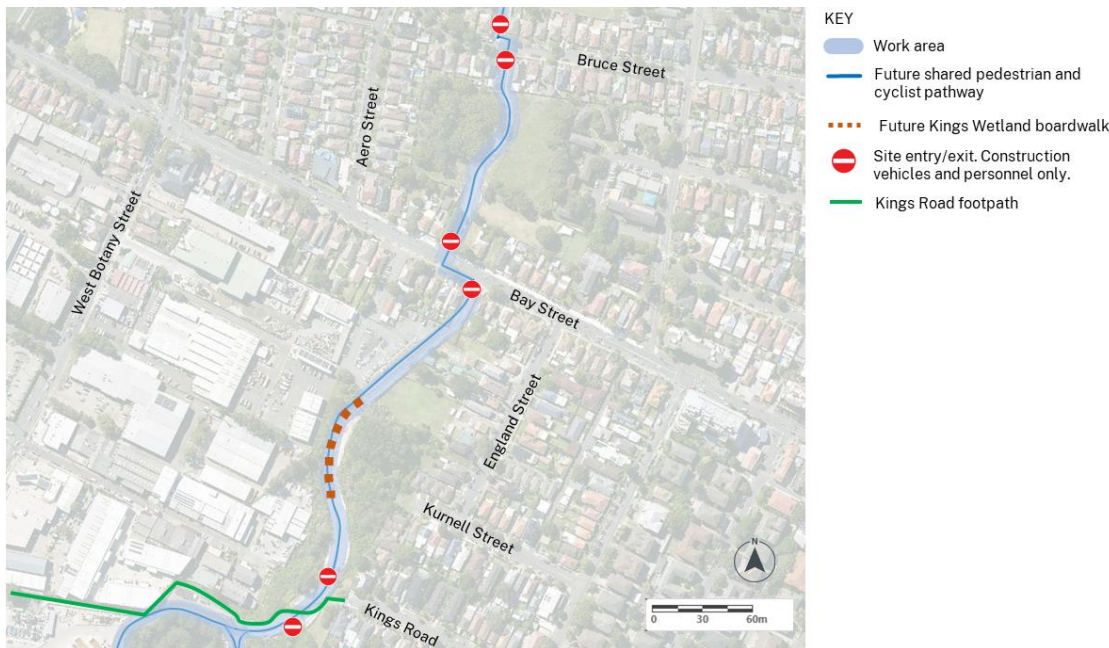 KEY
Work area
Future shared pedestrian and
cyclist pathway
Future Kings Wetland boardwalk
Site entry/exit. Construction
vehicles and personnel only.
Kings Road footpath
Bruce Street
Aero Street
West Botany Street
Bay Street
England Street
Kurnell Street
Kings Road
N
0 30 60m